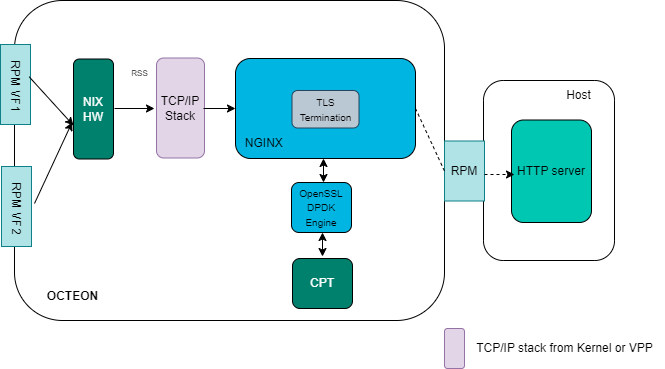 RPM VF1
RPM VF2
NIX
HW
RSS
TCP/IP
Stack
TLS
Termination
NGINX
OpenSSL
DPDK
Engine
CPT
OCTEON
RPM
Host
HTTP server
TCP/IP stack from Kernel or VPP